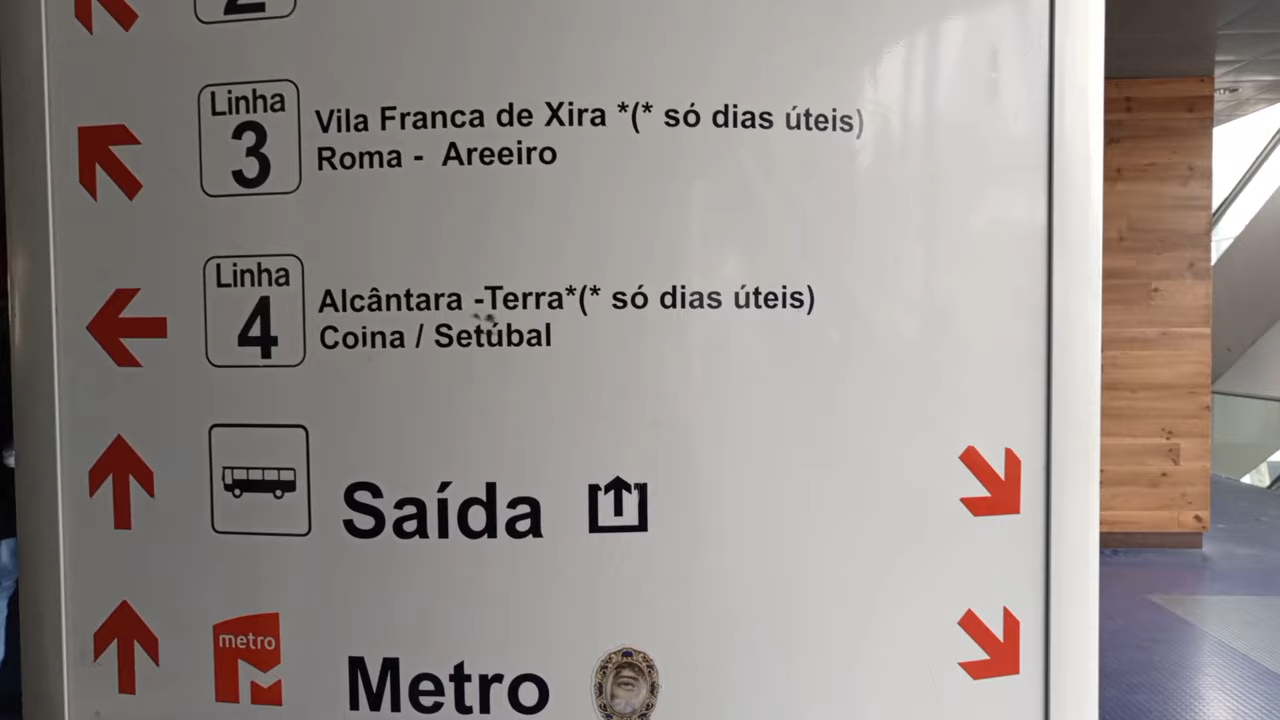 2
Linha
3
Vila Franca de Xira *(* só dias úteis)
Roma - Areeiro
Linha
4
Alcântara -Terra*(* só dias úteis)
Coina / Setúbal
Saída
metro
Metro